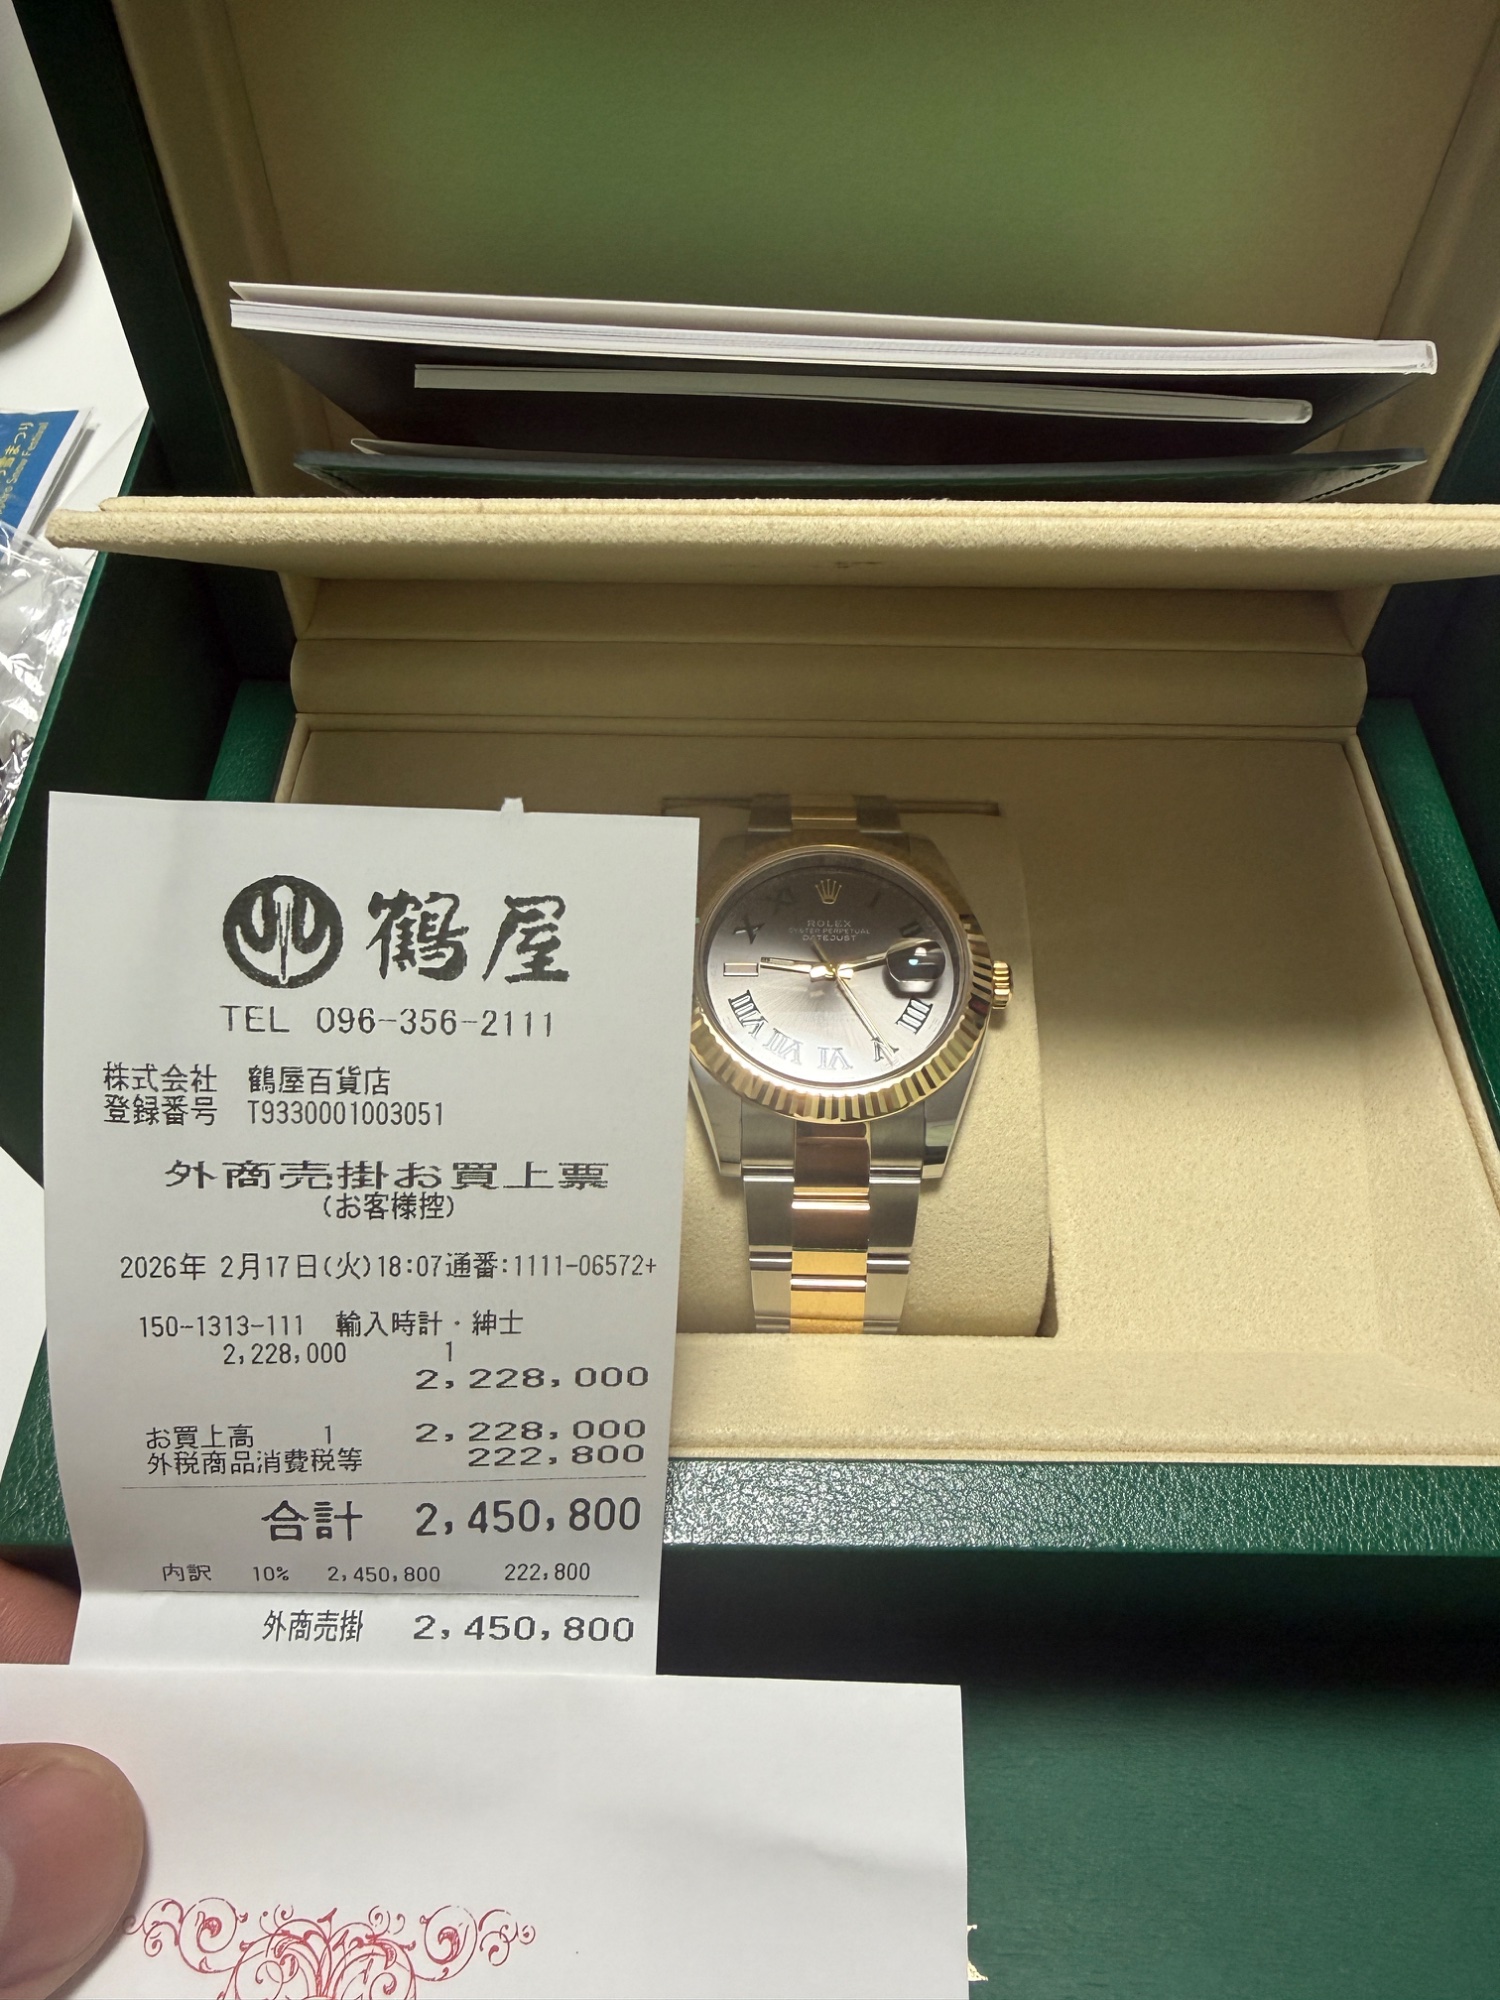 鶴屋
TEL 096-356-2111
株式会社 鶴屋百貨店
登録番号 T9330001003051
外商売掛お買上票
(お客様控)
2026年 2月17日(火)18:07通番:1111-06572+
150-1313-111 輸入時計・紳士
2,228,000 1
2,228,000
お買上高 1 2,228,000
外税商品消費税等 222,800
合計 2,450,800
内訳 10% 2,450,800 222,800
外商売掛 2,450,800
ROLEX
OYSTER PERPETUAL
DATEJUST